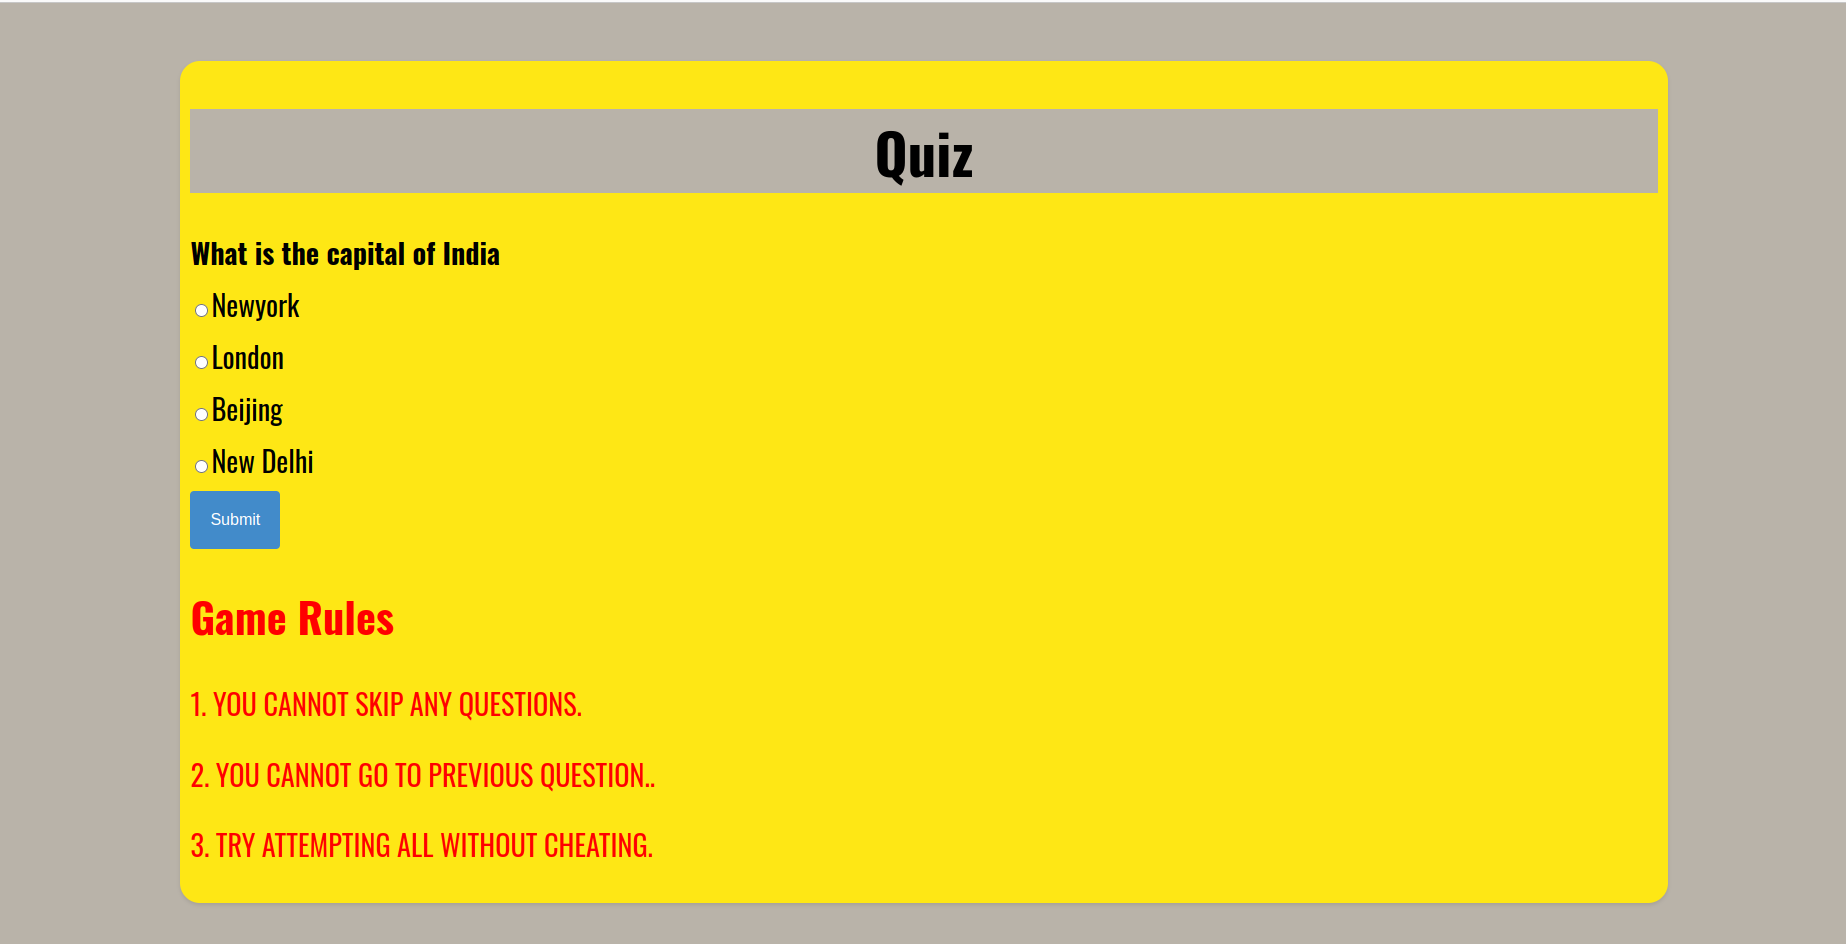 Quiz
What is the capital of India
Newyork
London
Beijing
New Delhi
Submit
Game Rules
1. YOU CANNOT SKIP ANY QUESTIONS.
2. YOU CANNOT GO TO PREVIOUS QUESTION..
3. TRY ATTEMPTING ALL WITHOUT CHEATING.